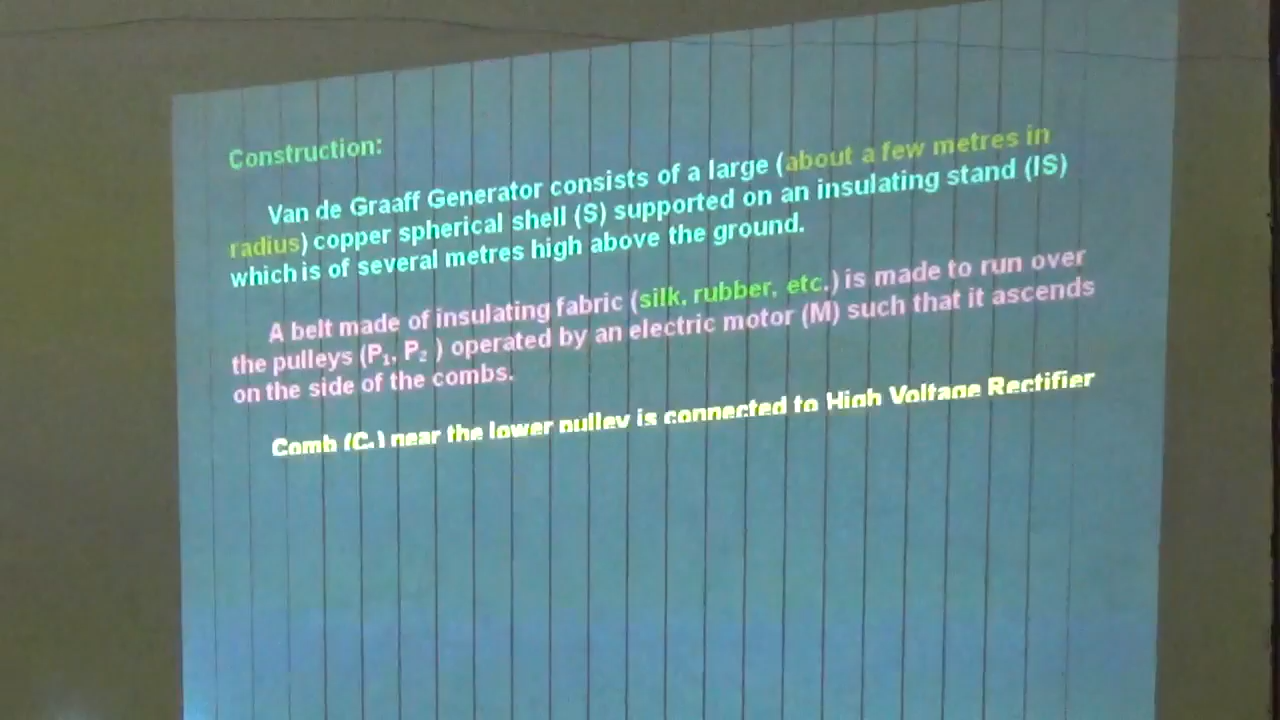 Construction:
Van de Graaff Generator consists of a large (about a few metres in
radius) copper spherical shell (S) supported on an insulating stand (IS)
which is of several metres high above the ground.
A belt made of insulating fabric (silk, rubber, etc.) is made to run over
the pulleys (P₁, P₂ ) operated by an electric motor (M) such that it ascends
on the side of the combs.
Comb near the lower pulley is connected to High Voltage Rectifier